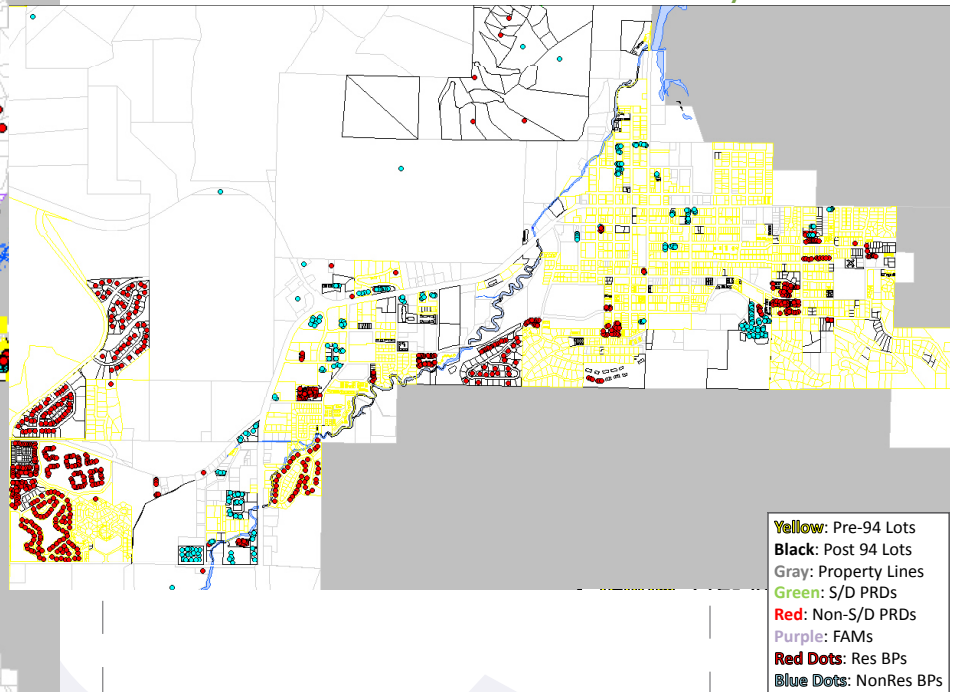 Yellow: Pre-94 Lots
Black: Post 94 Lots
Gray: Property Lines
Green: S/D PRDs
Red: Non-S/D PRDs
Purple: FAMs
Red Dots: Res BPs
Blue Dots: NonRes BPs